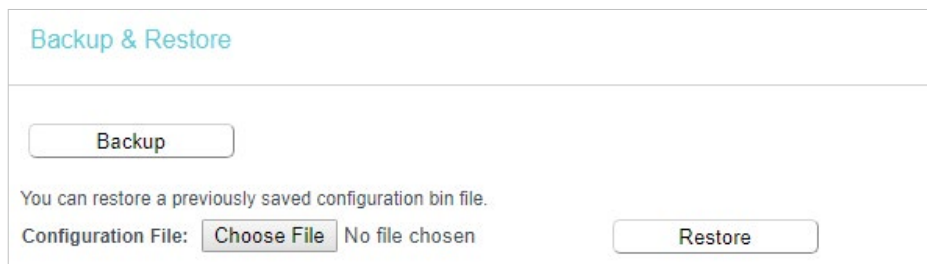 Backup & Restore
Backup
You can restore a previously saved configuration bin file.
Configuration File: Choose File No file chosen Restore